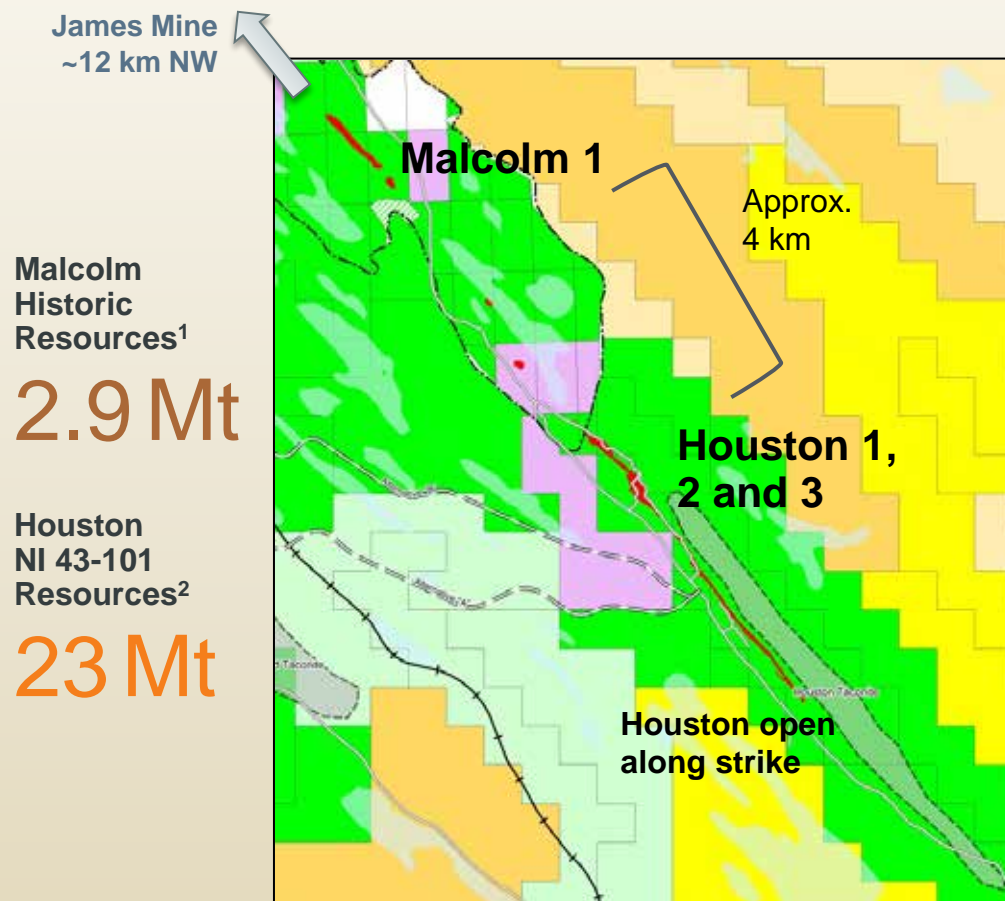 James Mine
~12 km NW
Malcolm 1
Approx.
4 km
Malcolm
Historic
Resources¹
2.9 Mt
Houston 1,
2 and 3
Houston
NI 43-101
Resources²
23 Mt
Taconite
Houston Taconite
Houston open
along strike